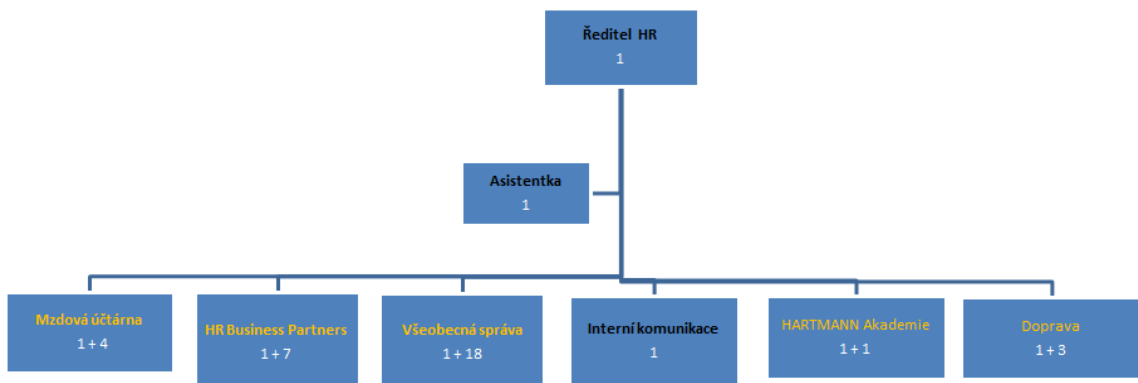 Ředitel HR
1
Asistentka
1
Mzdová účtárna
1 + 4
HR Business Partners
1 + 7
Všeobecná správa
1 + 18
Interní komunikace
1
HARTMANN Akademie
1 + 1
Doprava
1 + 3